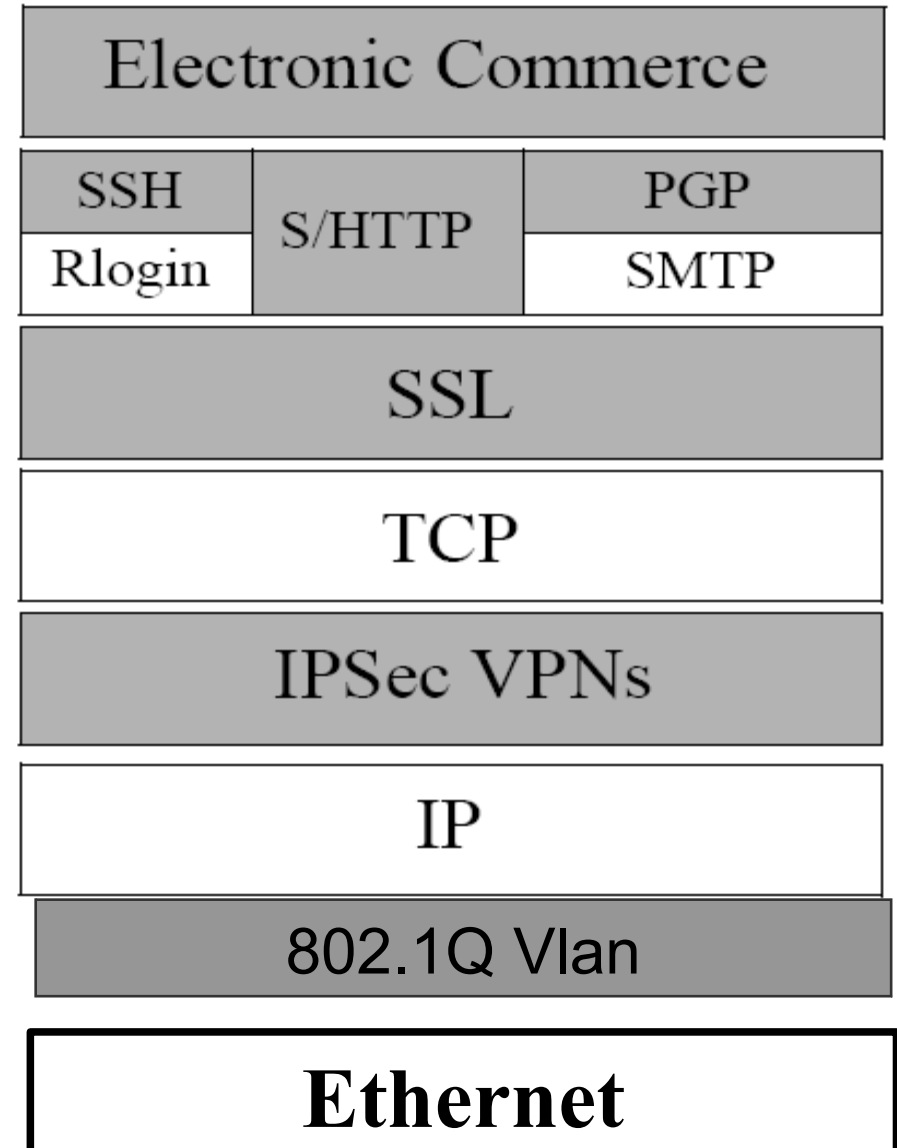 Electronic Commerce
SSH
Rlogin
S/HTTP
PGP
SMTP
SSL
TCP
IPSec VPNs
IP
802.1Q Vlan
Ethernet